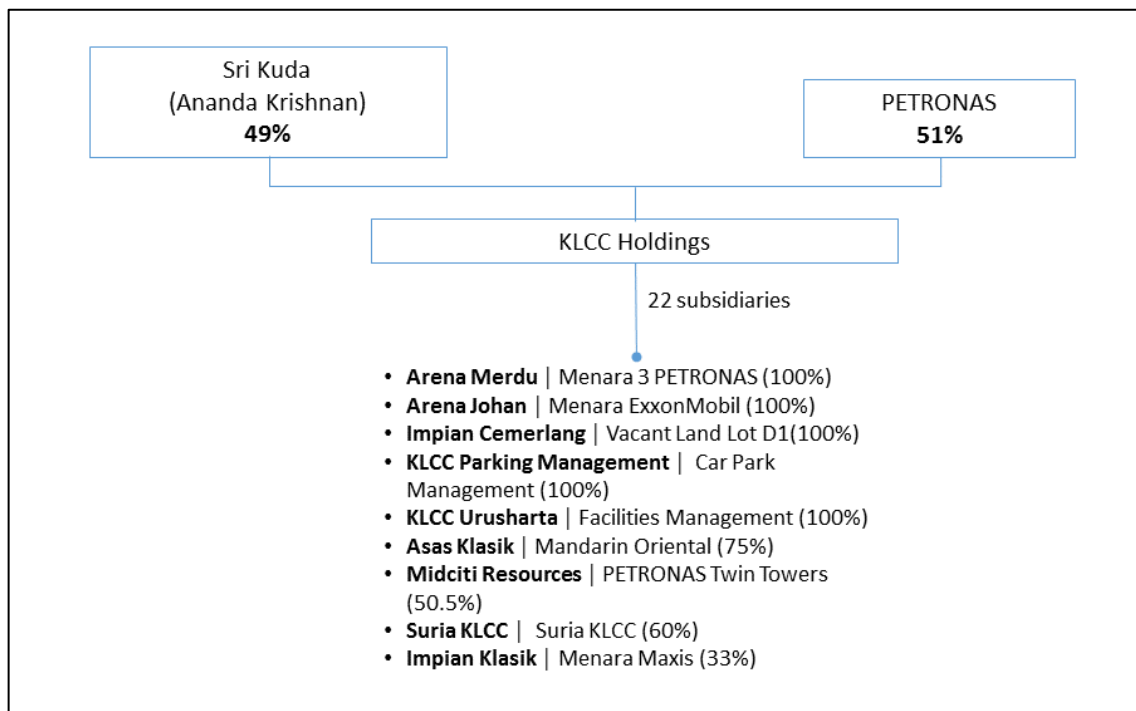 Sri Kuda
(Ananda Krishnan)
49%
PETRONAS
51%
KLCC Holdings
22 subsidiaries
• Arena Merdu | Menara 3 PETRONAS (100%)
• Arena Johan | Menara ExxonMobil (100%)
• Impian Cemerlang | Vacant Land Lot D1(100%)
• KLCC Parking Management | Car Park
Management (100%)
• KLCC Urusharta | Facilities Management (100%)
• Asas Klasik | Mandarin Oriental (75%)
• Midciti Resources | PETRONAS Twin Towers
(50.5%)
• Suria KLCC | Suria KLCC (60%)
• Impian Klasik | Menara Maxis (33%)